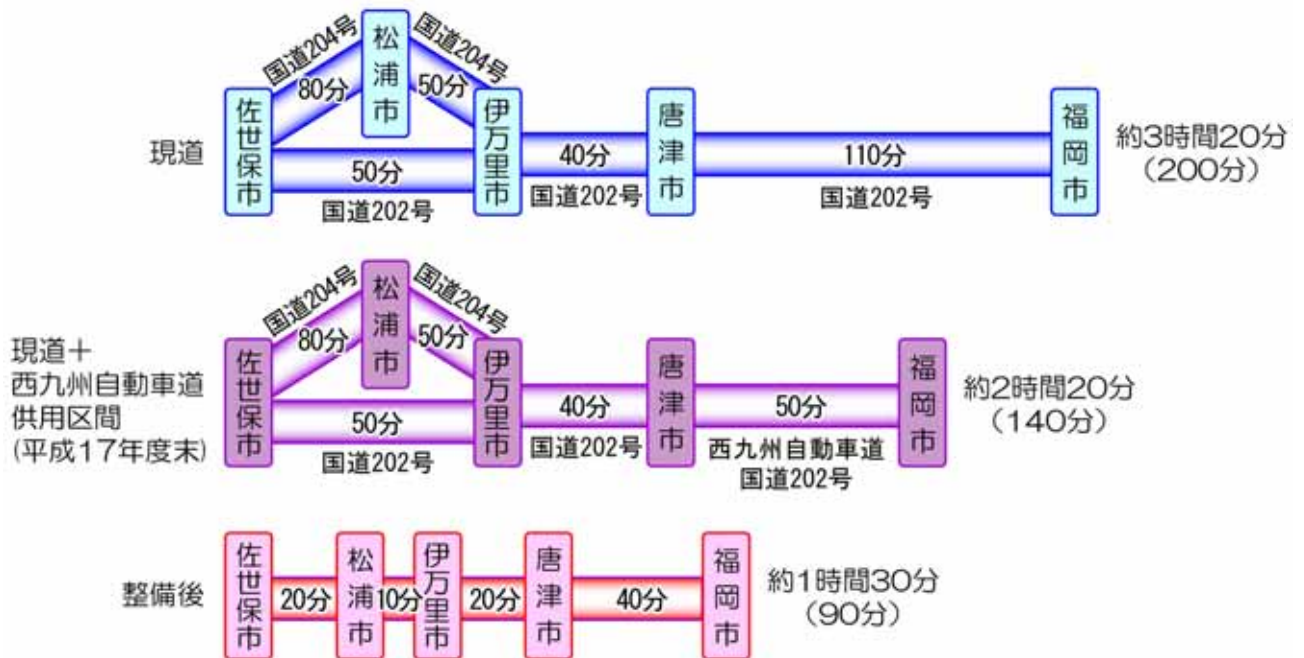 国道204号
松浦市
国道204号
80分
50分
現道
佐世保市
50分
国道202号
伊万里市
40分
国道202号
唐津市
110分
国道202号
福岡市
約3時間20分
（200分）
国道204号
松浦市
国道204号
80分
50分
現道＋
西九州自動車道
供用区間
(平成17年度末)
佐世保市
50分
国道202号
伊万里市
40分
国道202号
唐津市
50分
西九州自動車道
国道202号
福岡市
約2時間20分
（140分）
整備後
佐世保市
20分
松浦市
10分
伊万里市
20分
唐津市
40分
福岡市
約1時間30分
（90分）